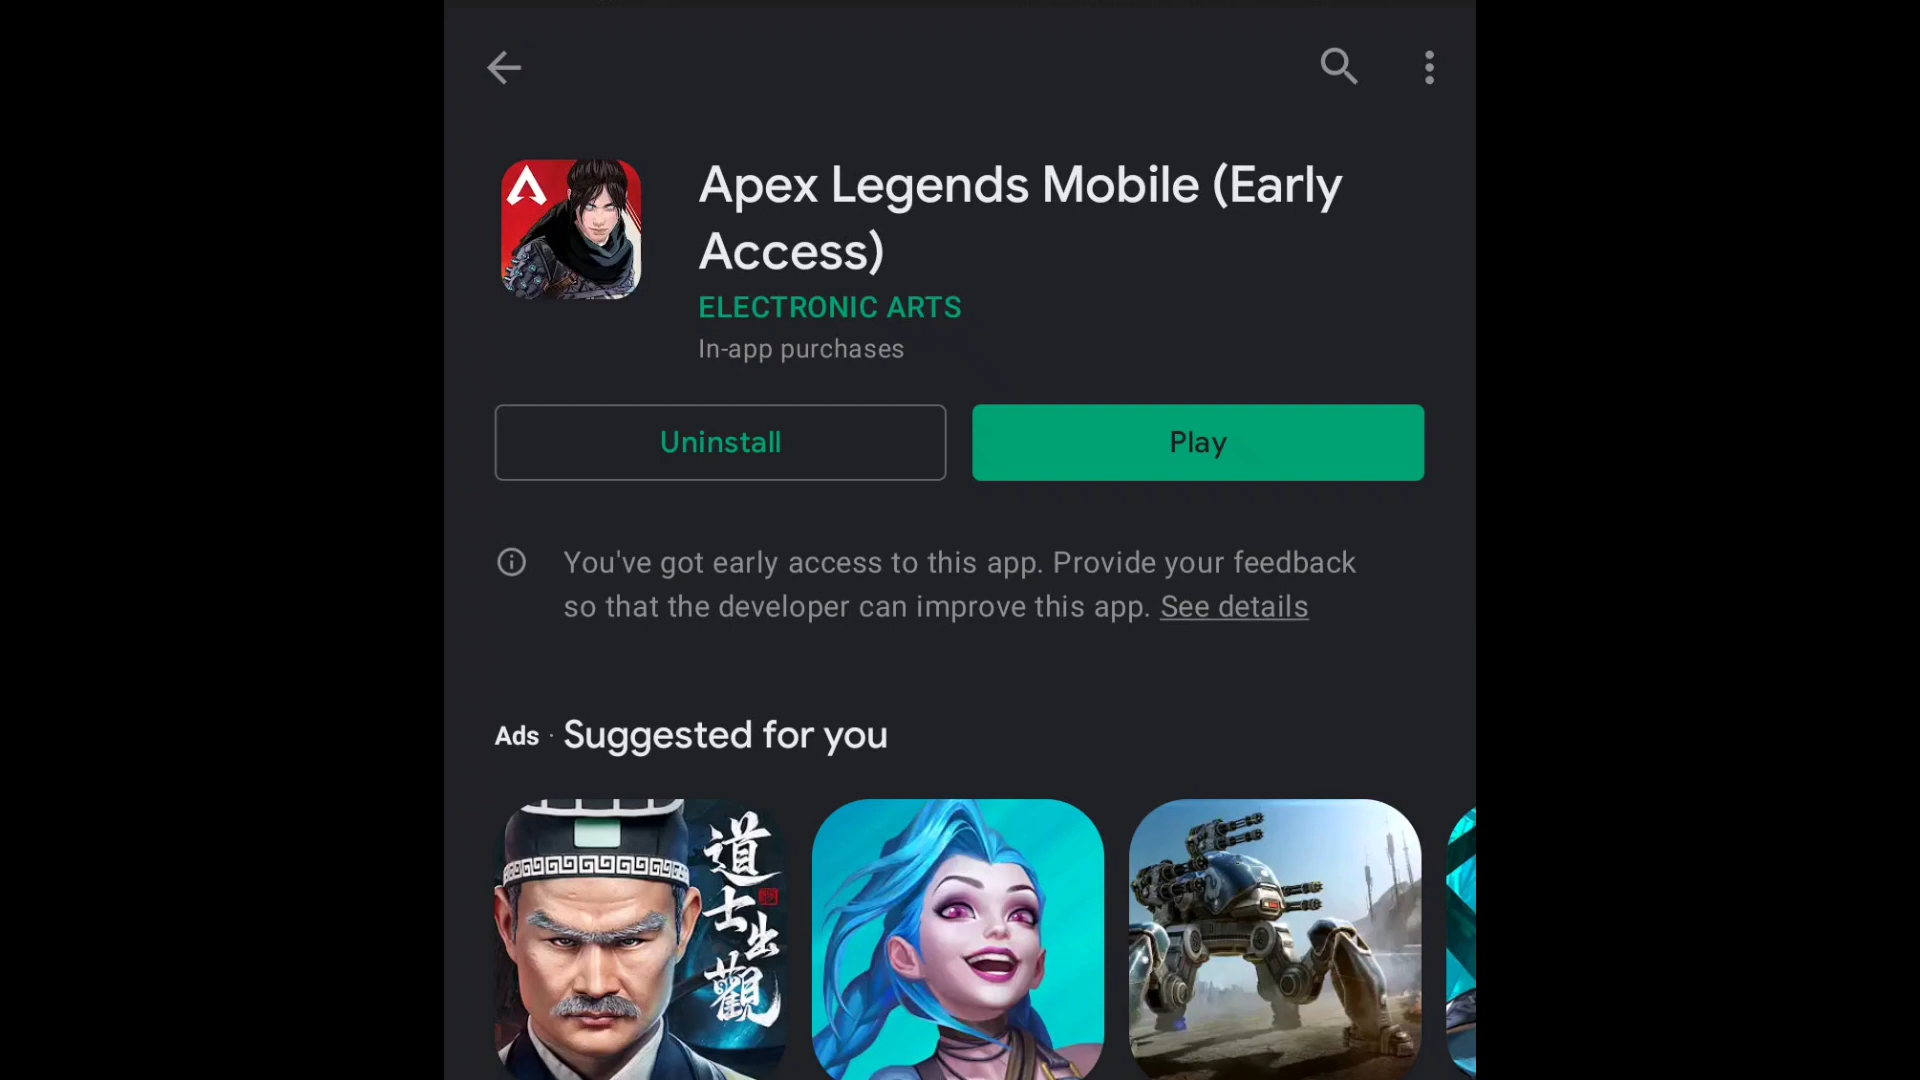 Apex Legends Mobile (Early
Access)
ELECTRONIC ARTS
In-app purchases
Uninstall
Play
You've got early access to this app. Provide your feedback
so that the developer can improve this app. See details
Ads · Suggested for you
道士出觀